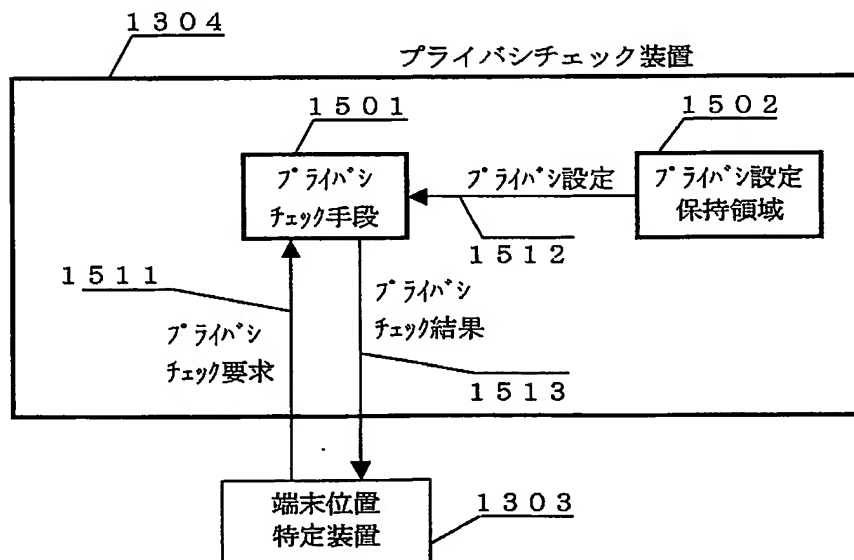 １３０４
プライバシチェック装置
１５０１
１５０２
ﾌﾟﾗｲﾊﾞｼ
ﾁｪｯｸ手段
ﾌﾟﾗｲﾊﾞｼ設定
ﾌﾟﾗｲﾊﾞｼ設定
保持領域
１５１２
１５１１
ﾌﾟﾗｲﾊﾞｼ
ﾁｪｯｸ要求
ﾌﾟﾗｲﾊﾞｼ
ﾁｪｯｸ結果
１５１３
端末位置
特定装置
１３０３